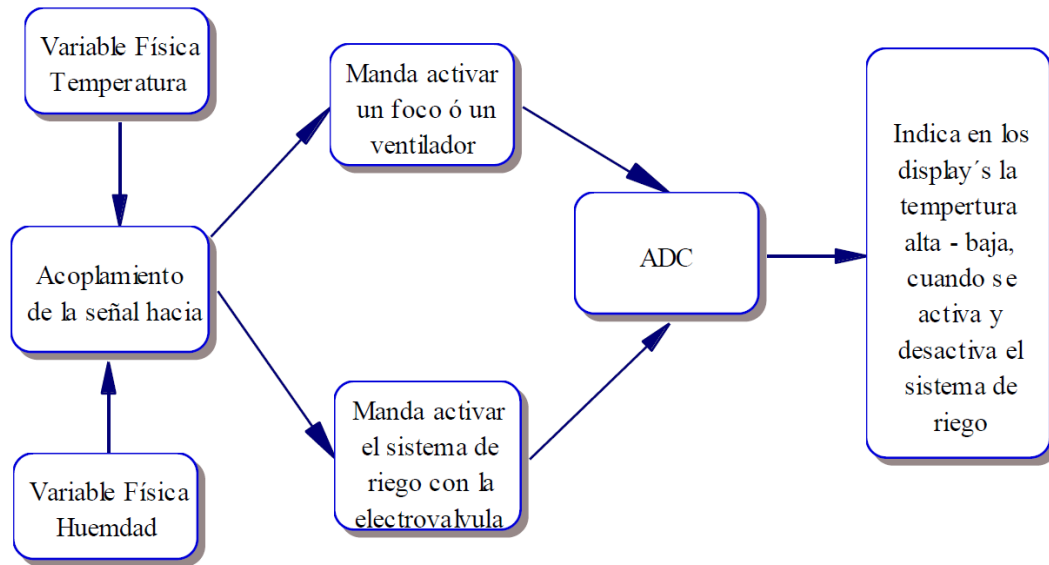 Variable Física
Temperatura
Acoplamiento
de la señal hacia
Variable Física
Huemdad
Manda activar
un foco ó un
ventilador
Manda activar
el sistema de
riego con la
electrovalvula
ADC
Indica en los
display´s la
tempertura
alta - baja,
cuando se
activa y
desactiva el
sistema de
riego